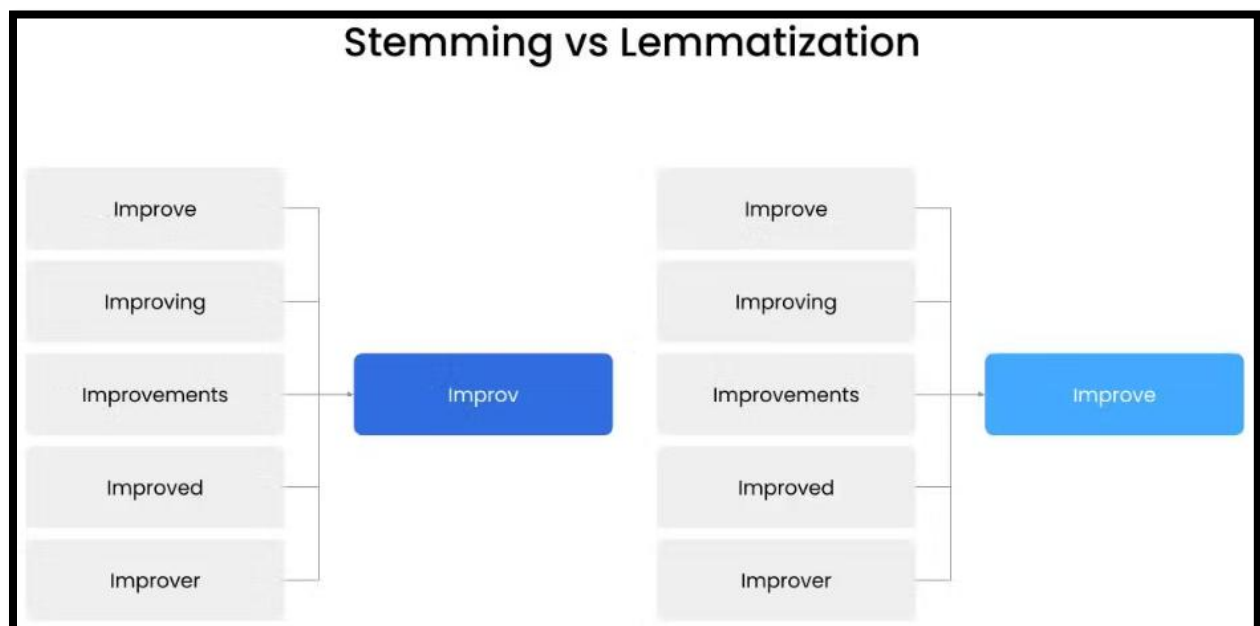 Stemming vs Lemmatization
Improve
Improving
Improvements
Improved
Improver
Improv
Improve
Improving
Improvements
Improved
Improver
Improve